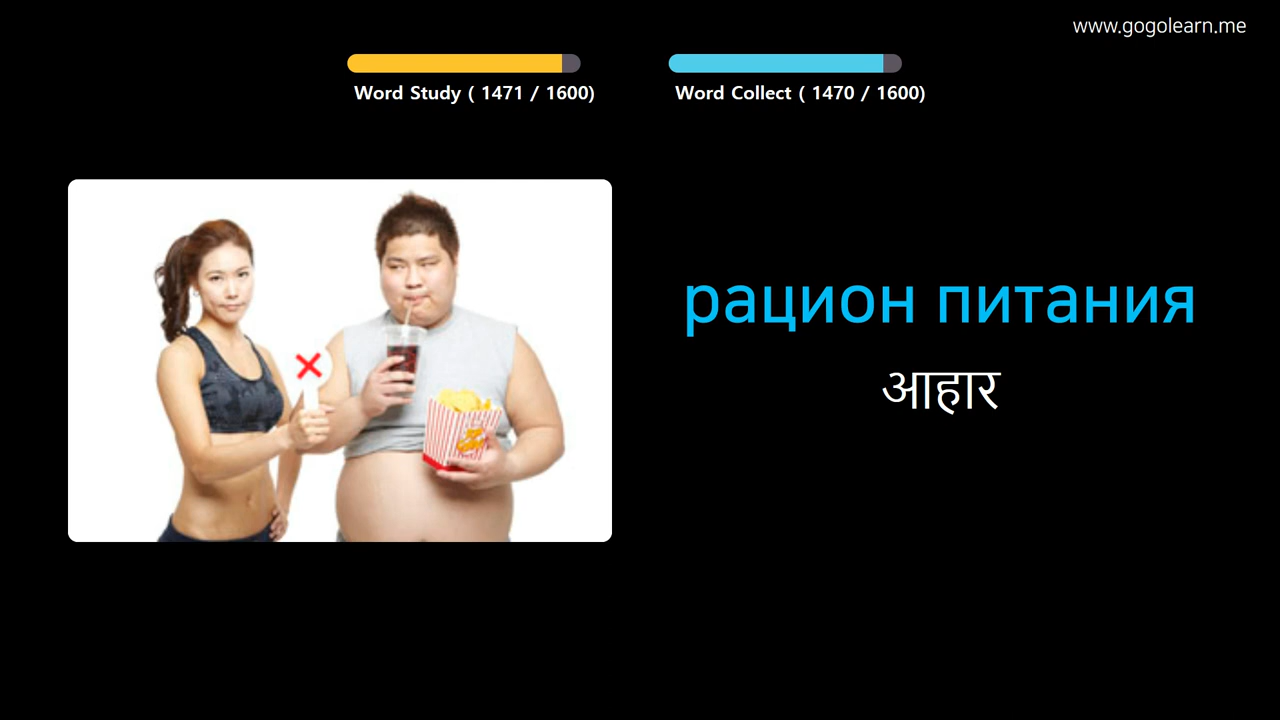 www.gogolearn.me
Word Study ( 1471 / 1600)
Word Collect ( 1470 / 1600)
рацион питания
आहार